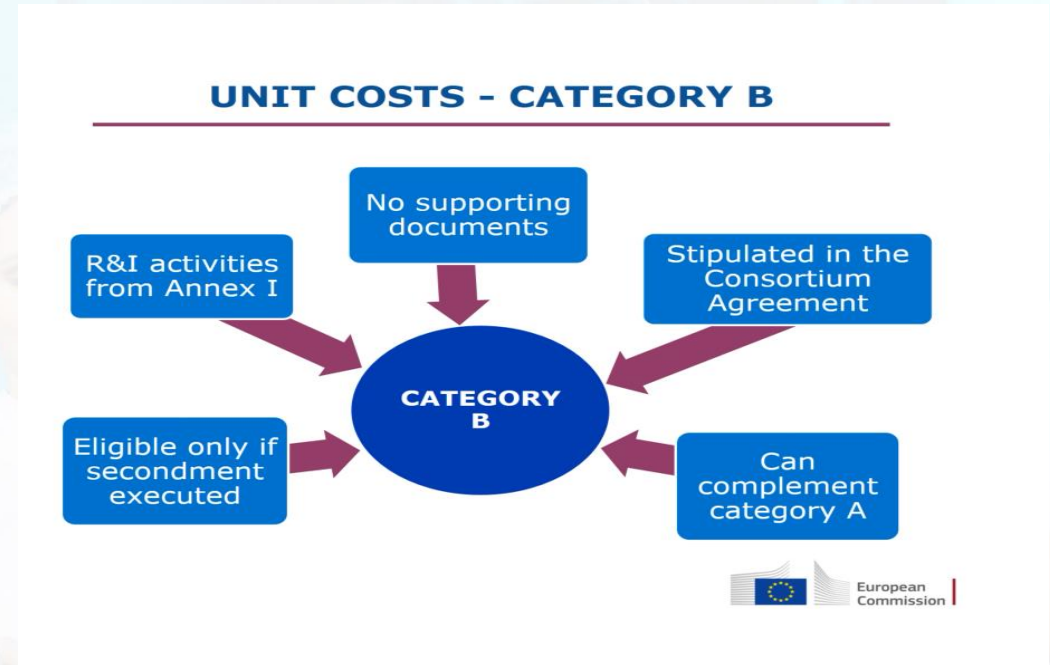 UNIT COSTS - CATEGORY B
No supporting
documents
R&I activities
from Annex I
Stipulated in the
Consortium
Agreement
CATEGORY
B
Eligible only if
secondment
executed
Can
complement
category A
European
Commission